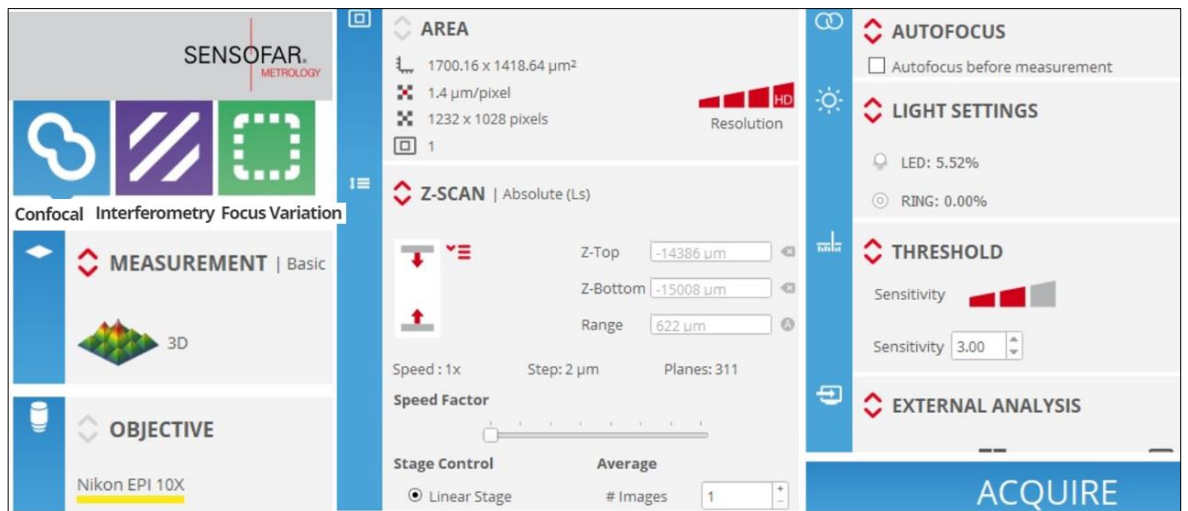 SENSOFAR.
METROLOGY
Confocal Interferometry Focus Variation
MEASUREMENT | Basic
3D
OBJECTIVE
Nikon EPI 10X
AREA
1700.16 x 1418.64 µm²
1.4 µm/pixel
1232 x 1028 pixels
1
HD
Resolution
Z-SCAN | Absolute (Ls)
Z-Top -14386 µm
Z-Bottom -15008 µm
Range 622 µm
A
Speed : 1x Step: 2 µm Planes: 311
Speed Factor
Stage Control Average
Linear Stage # Images 1
AUTOFOCUS
Autofocus before measurement
LIGHT SETTINGS
LED: 5.52%
RING: 0.00%
THRESHOLD
Sensitivity
Sensitivity 3.00
EXTERNAL ANALYSIS
ACQUIRE